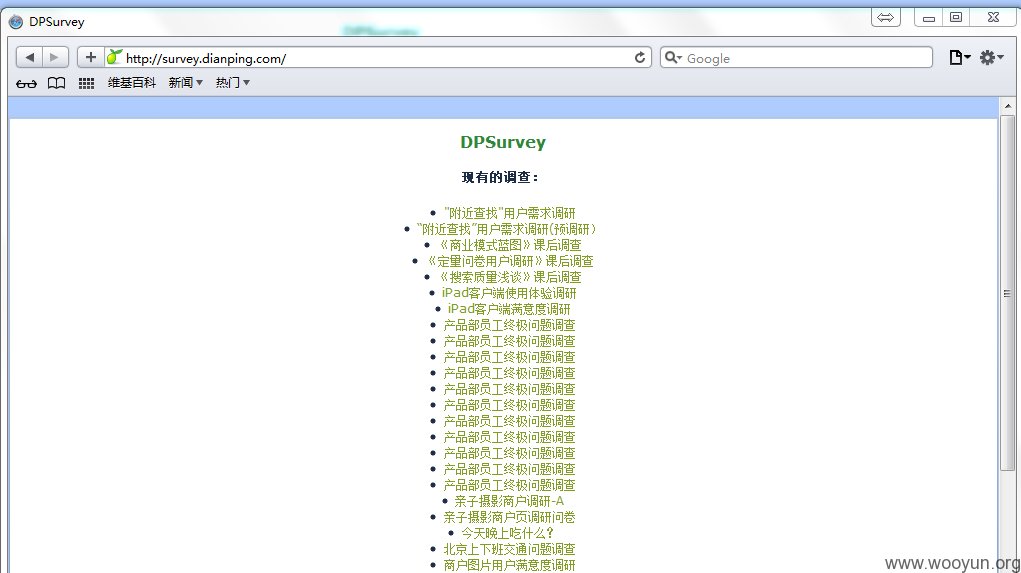 DPSurvey
DPSurvey
http://survey.dianping.com/
Google
维基百科 新闻 热门
DPSurvey
现有的调查：
"附近查找"用户需求调研
"附近查找"用户需求调研(预调研)
《商业模式蓝图》课后调查
《定量问卷用户调研》课后调查
《搜索质量浅谈》课后调查
iPad客户端使用体验调研
iPad客户端满意度调研
产品部员工终极问题调查
产品部员工终极问题调查
产品部员工终极问题调查
产品部员工终极问题调查
产品部员工终极问题调查
产品部员工终极问题调查
产品部员工终极问题调查
产品部员工终极问题调查
产品部员工终极问题调查
产品部员工终极问题调查
产品部员工终极问题调查
亲子摄影商户调研-A
亲子摄影商户页调研问卷
今天晚上吃什么？
北京上下班交通问题调查
商户图片用户满意度调研
www.wooyun.org